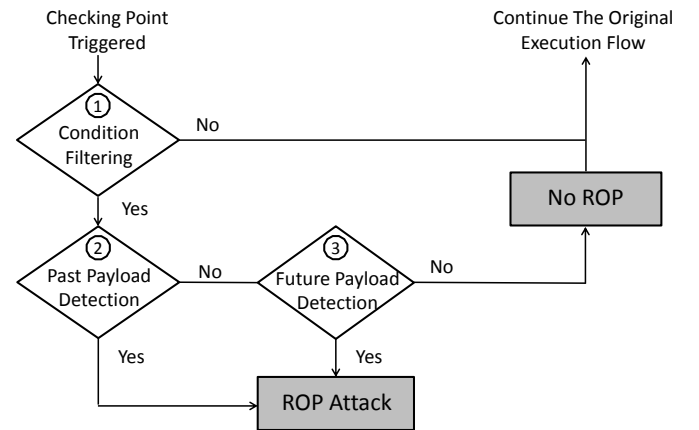 Checking Point
Triggered
Continue The Original
Execution Flow
1
Condition
Filtering
No
Yes
No ROP
2
Past Payload
Detection
No
3
Future Payload
Detection
No
Yes
Yes
ROP Attack